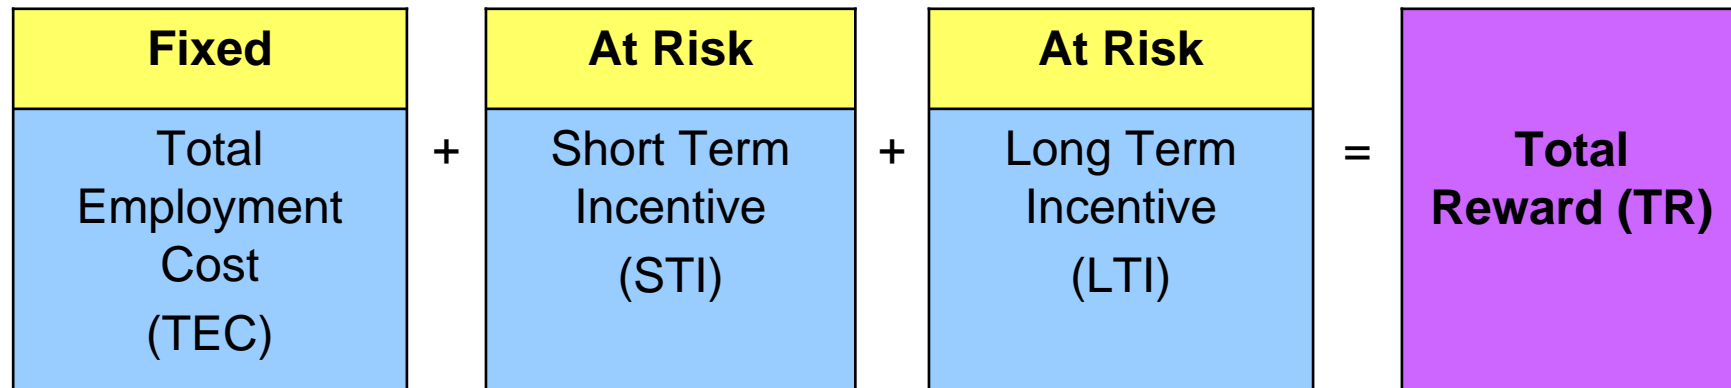 Fixed
Total
Employment
Cost
(TEC)
+
At Risk
Short Term
Incentive
(STI)
+
At Risk
Long Term
Incentive
(LTI)
=
Total
Reward (TR)